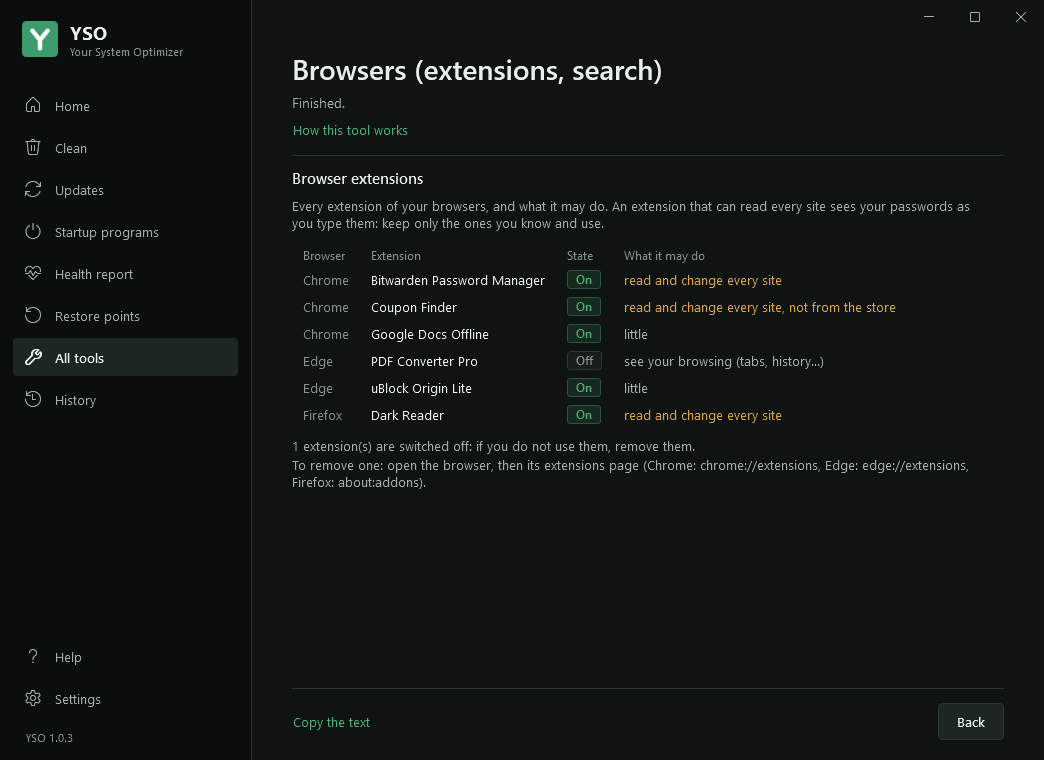 YSO
Your System Optimizer
Home
Clean
Updates
Startup programs
Health report
Restore points
All tools
History
Help
Settings
YSO 1.0.3
Browsers (extensions, search)
Finished.
How this tool works
Browser extensions
Every extension of your browsers, and what it may do. An extension that can read every site sees your passwords as
you type them: keep only the ones you know and use.
Browser Extension State What it may do
Chrome Bitwarden Password Manager On read and change every site
Chrome Coupon Finder On read and change every site, not from the store
Chrome Google Docs Offline On little
Edge PDF Converter Pro Off see your browsing (tabs, history...)
Edge uBlock Origin Lite On little
Firefox Dark Reader On read and change every site
1 extension(s) are switched off: if you do not use them, remove them.
To remove one: open the browser, then its extensions page (Chrome: chrome://extensions, Edge: edge://extensions,
Firefox: about:addons).
Copy the text
Back